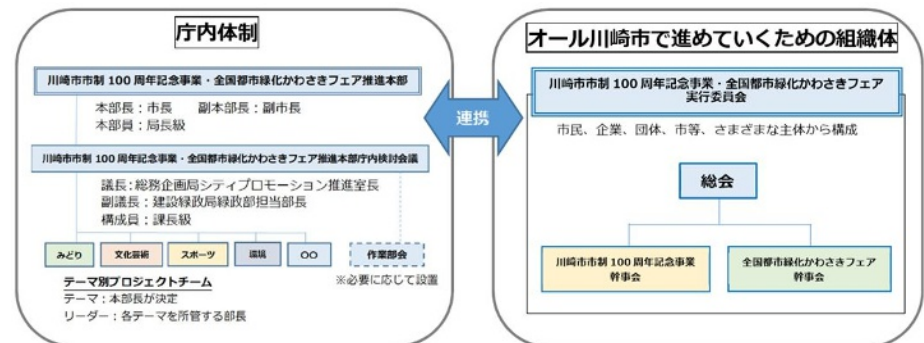 庁内体制
川崎市市制 100 周年記念事業・全国都市緑化かわさきフェア推進本部
本部長：市長　副本部長：副市長
本部員：局長級
川崎市市制 100 周年記念事業・全国都市緑化かわさきフェア推進本部庁内検討会議
議長：総務企画局シティプロモーション推進室長
副議長：建設緑政局緑政部担当部長
構成員：課長級
みどり
文化芸術
スポーツ
環境
〇〇
作業部会
※必要に応じて設置
テーマ別プロジェクトチーム
テーマ：本部長が決定
リーダー：各テーマを所管する部長
連携
オール川崎市で進めていくための組織体
川崎市市制 100 周年記念事業・全国都市緑化かわさきフェア
実行委員会
市民、企業、団体、市等、さまざまな主体から構成
総会
川崎市市制 100 周年記念事業
幹事会
全国都市緑化かわさきフェア
幹事会